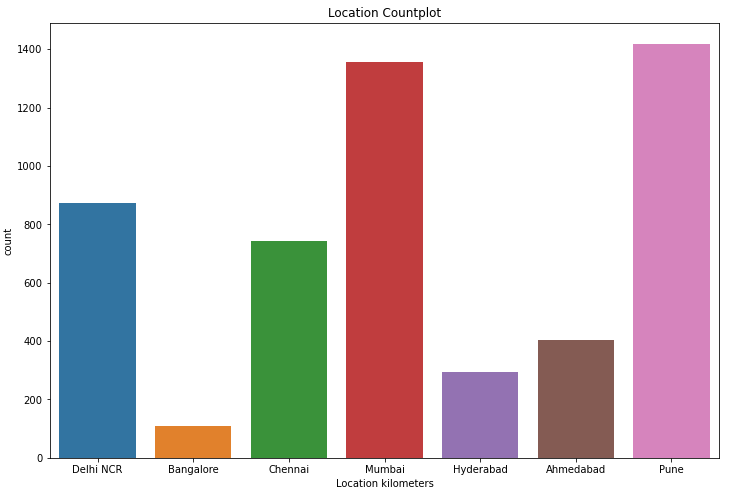 Location Countplot
1400
1200
1000
800
600
400
200
0
count
Delhi NCR Bangalore Chennai Mumbai Hyderabad Ahmedabad Pune
Location kilometers